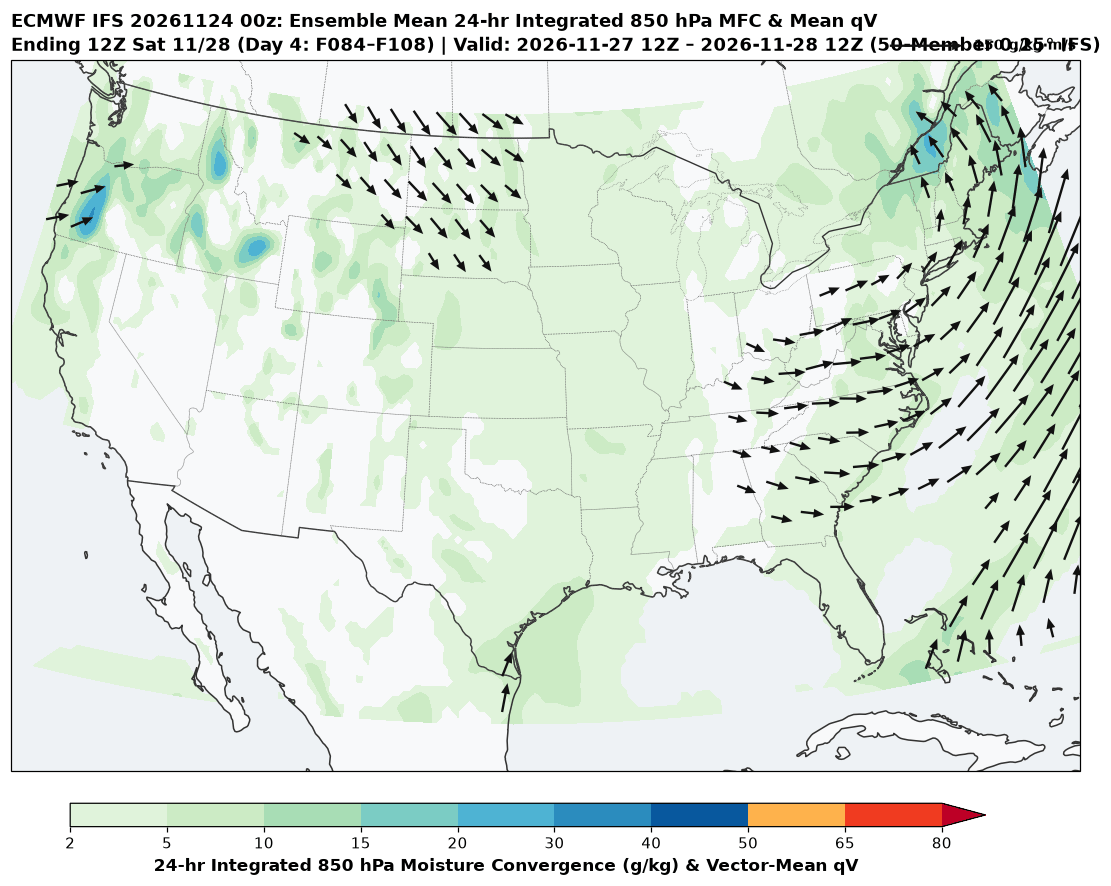 ECMWF IFS 20261124 00z: Ensemble Mean 24-hr Integrated 850 hPa MFC & Mean qV
Ending 12Z Sat 11/28 (Day 4: F084–F108) | Valid: 2026-11-27 12Z – 2026-11-28 12Z (50-Member 0.25° IFS)
150 g/kg·m/s
2 5 10 15 20 30 40 50 65 80
24-hr Integrated 850 hPa Moisture Convergence (g/kg) & Vector-Mean qV